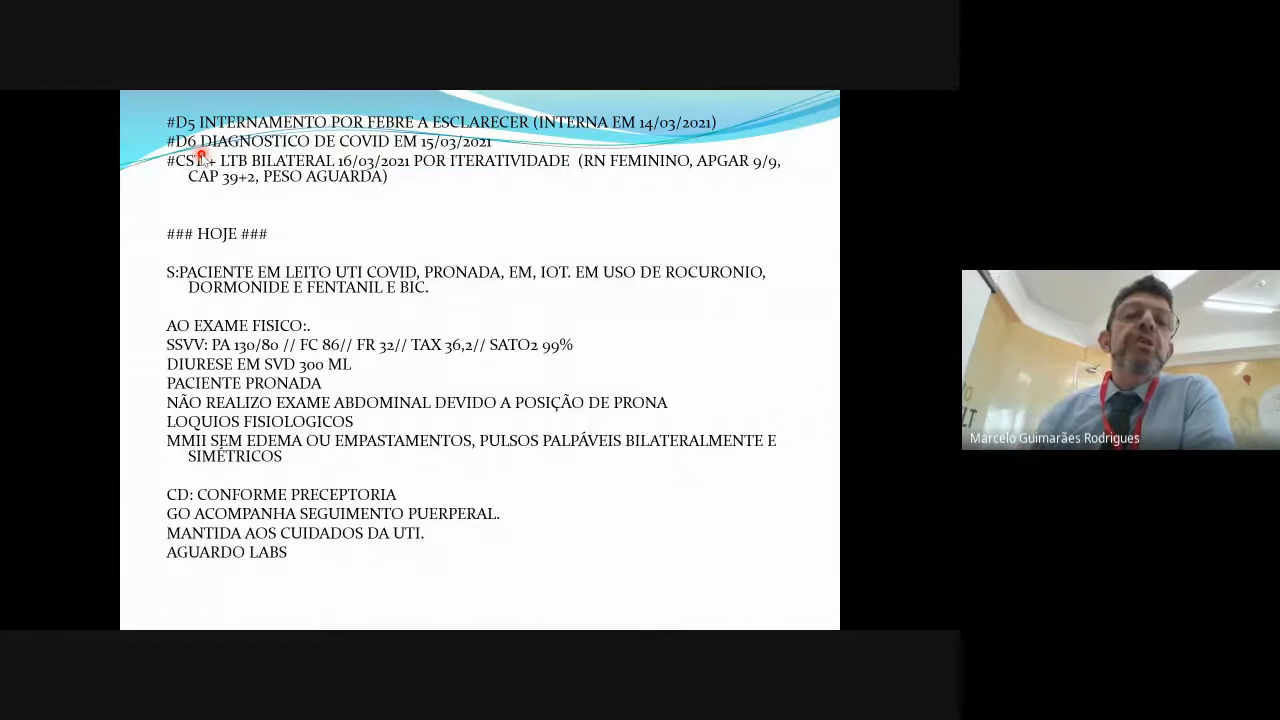 #D5 INTERNAMENTO POR FEBRE A ESCLARECER (INTERNA EM 14/03/2021)
#D6 DIAGNOSTICO DE COVID EM 15/03/2021
#CST + LTB BILATERAL 16/03/2021 POR ITERATIVIDADE (RN FEMININO, APGAR 9/9,
CAP 39+2, PESO AGUARDA)
### HOJE ###
S:PACIENTE EM LEITO UTI COVID, PRONADA, EM, IOT. EM USO DE ROCURONIO,
DORMONIDE E FENTANIL E BIC.
AO EXAME FISICO:.
SSVV: PA 130/80 // FC 86// FR 32// TAX 36,2// SATO2 99%
DIURESE EM SVD 300 ML
PACIENTE PRONADA
NÃO REALIZO EXAME ABDOMINAL DEVIDO A POSIÇÃO DE PRONA
LOQUIOS FISIOLOGICOS
MMII SEM EDEMA OU EMPASTAMENTOS, PULSOS PALPÁVEIS BILATERALMENTE E
SIMÉTRICOS
CD: CONFORME PRECEPTORIA
GO ACOMPANHA SEGUIMENTO PUERPERAL.
MANTIDA AOS CUIDADOS DA UTI.
AGUARDO LABS
Marcelo Guimarães Rodrigues